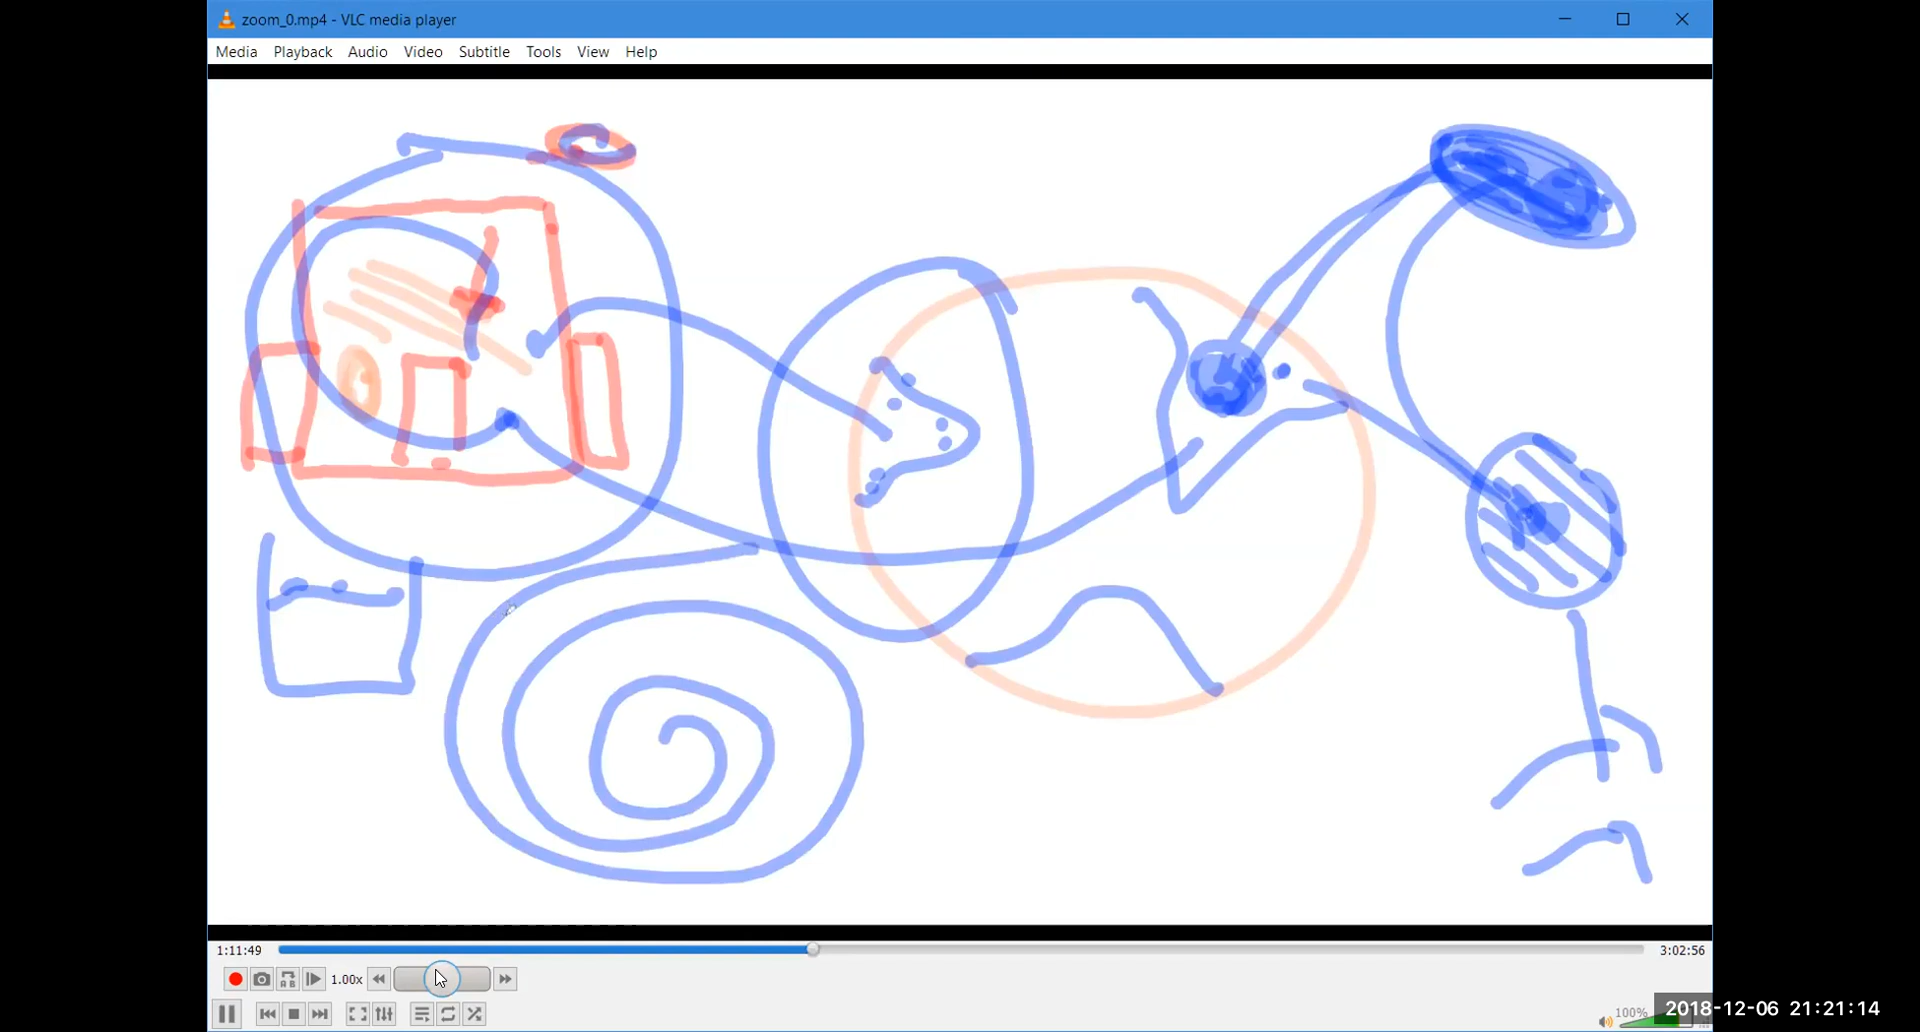 zoom_0.mp4 - VLC media player
Media Playback Audio Video Subtitle Tools View Help
1:11:49 3:02:56
1.00x
100%
2018-12-06 21:21:14